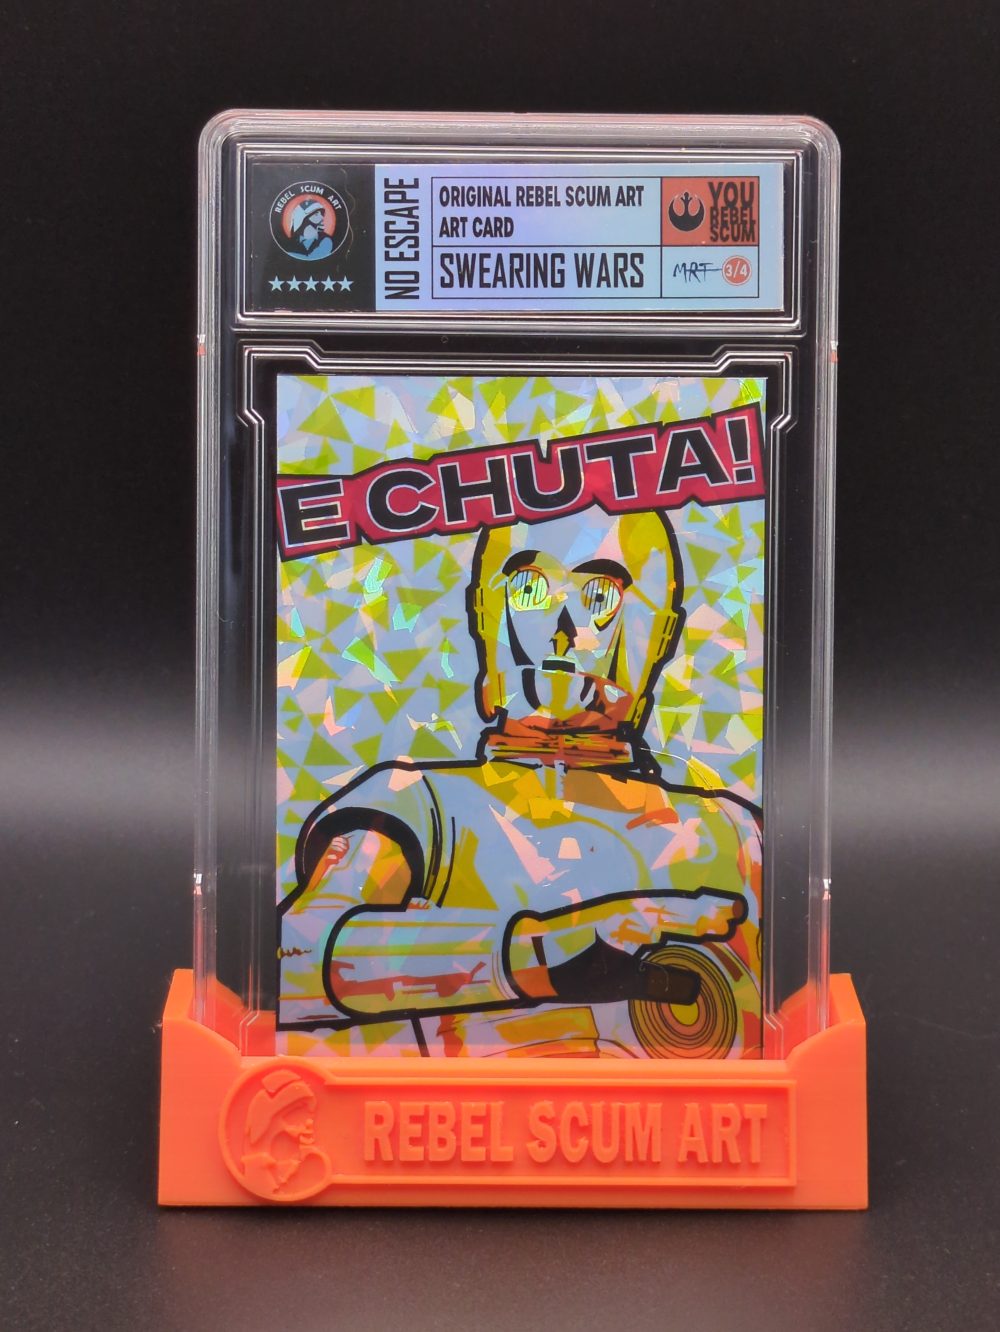 REBEL SCUM ART
NO ESCAPE
ORIGINAL REBEL SCUM ART
ART CARD
SWEARING WARS
YOU
REBEL
SCUM
MRT 3/4
E CHUTA!
REBEL SCUM ART